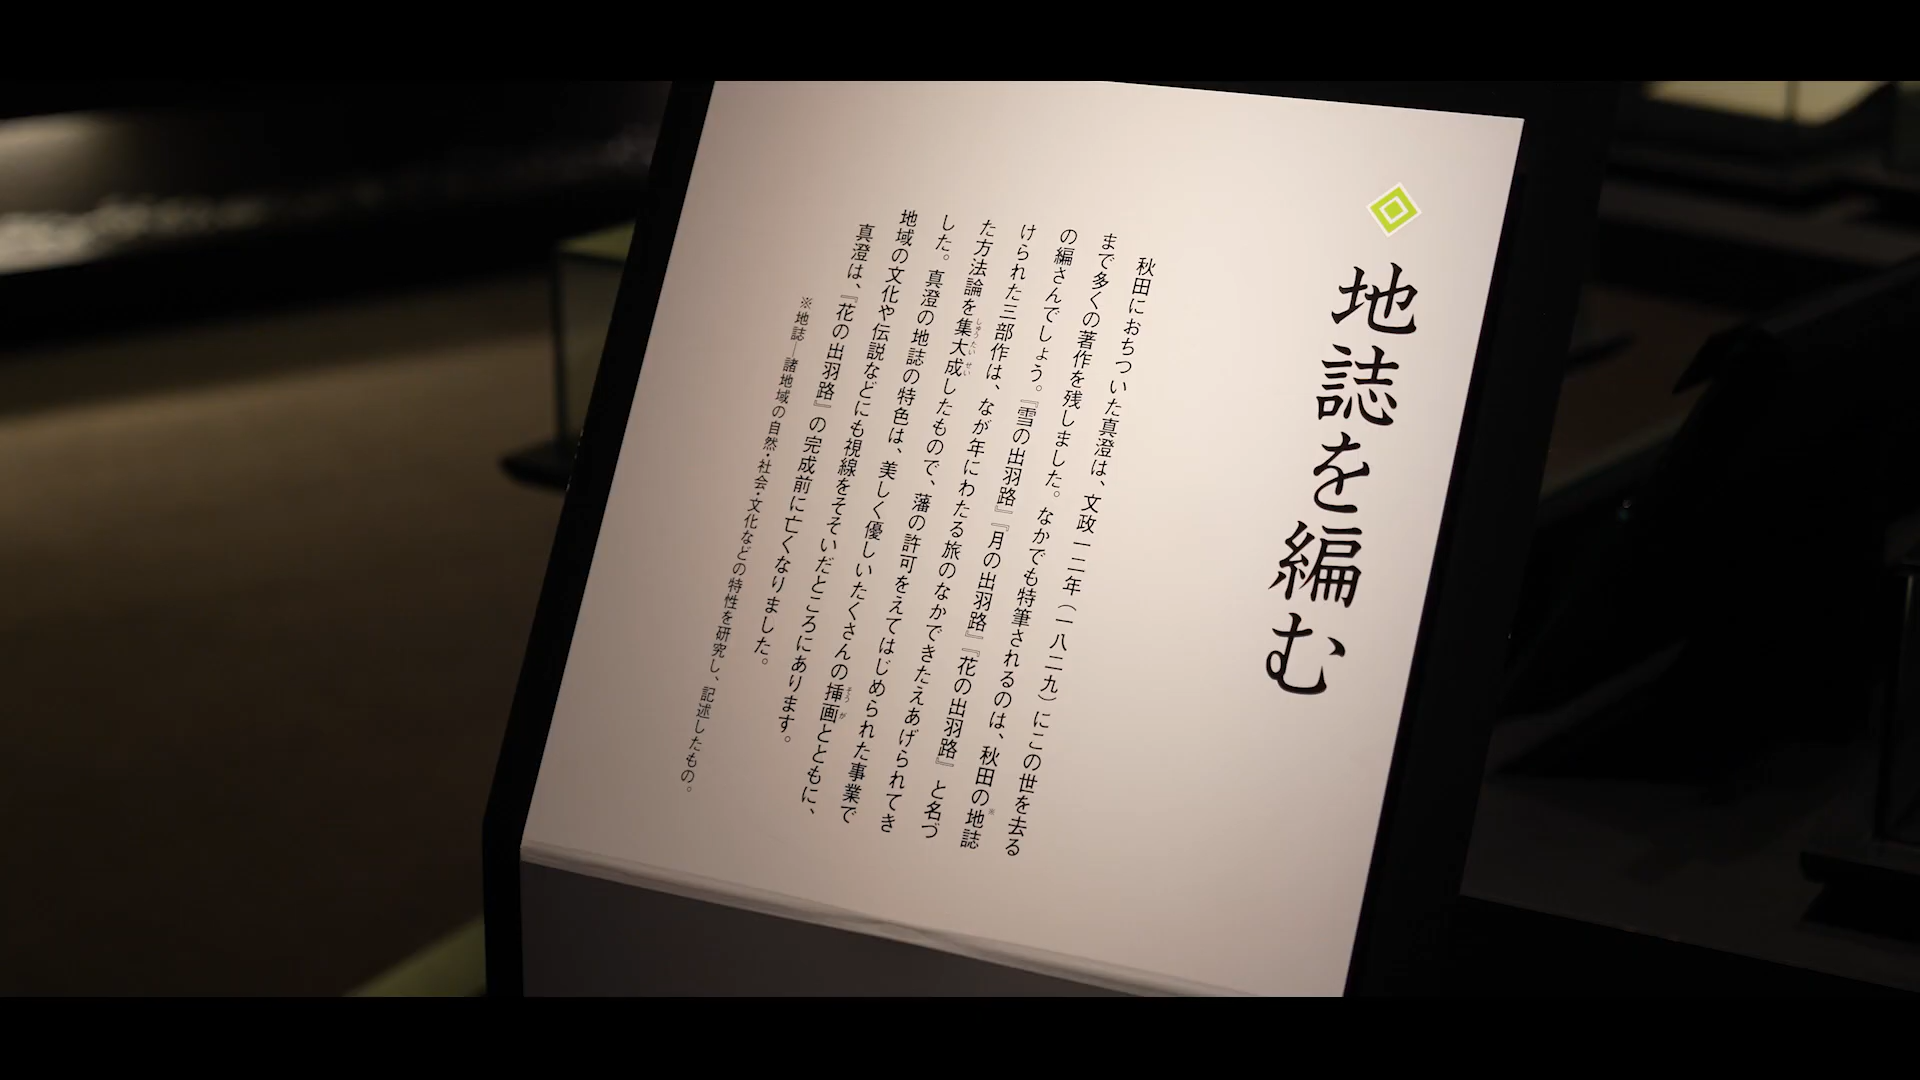 地誌を編む
秋田におちついた真澄は、文政一二年（一八二九）にこの世を去る
まで多くの著作を残しました。なかでも特筆されるのは、秋田の地誌※
の編さんでしょう。『雪の出羽路』『月の出羽路』『花の出羽路』と名づ
けられた三部作は、なが年にわたる旅のなかできたえあげられてき
た方法論を集大成したもので、藩の許可をえてはじめられた事業で
した。真澄の地誌の特色は、美しく優しいたくさんの挿画とともに、
地域の文化や伝説などにも視線をそそいだところにあります。
真澄は、『花の出羽路』の完成前に亡くなりました。
※地誌—諸地域の自然・社会・文化などの特性を研究し、記述したもの。